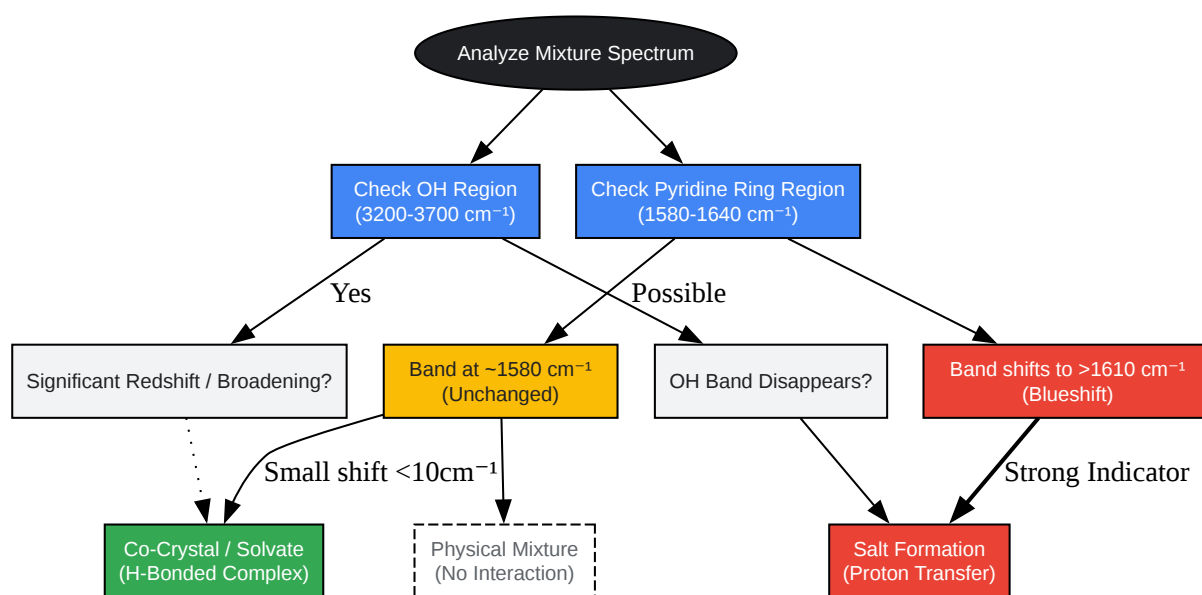 Analyze Mixture Spectrum
Check OH Region
(3200-3700 cm⁻¹)
Check Pyridine Ring Region
(1580-1640 cm⁻¹)
Yes
Possible
Significant Redshift / Broadening?
Band at ~1580 cm⁻¹
(Unchanged)
OH Band Disappears?
Band shifts to >1610 cm⁻¹
(Blueshift)
Small shift <10cm⁻¹
Strong Indicator
Co-Crystal / Solvate
(H-Bonded Complex)
Physical Mixture
(No Interaction)
Salt Formation
(Proton Transfer)